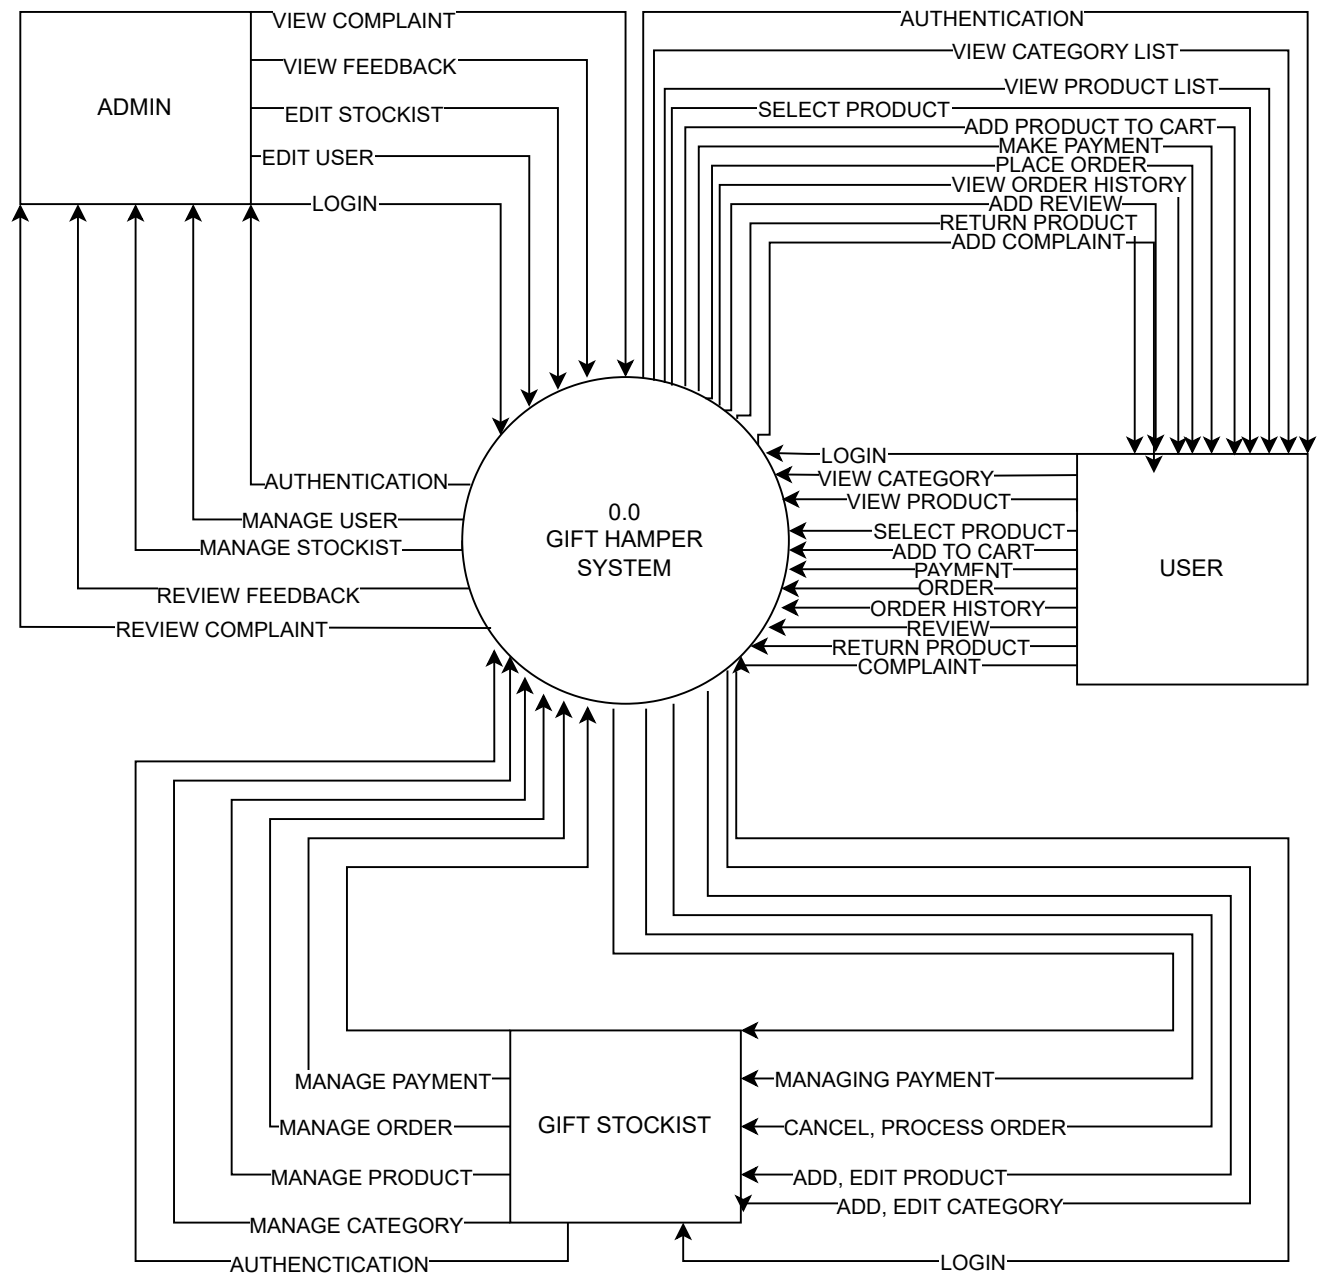 VIEW COMPLAINT
VIEW FEEDBACK
EDIT STOCKIST
EDIT USER
LOGIN
ADMIN
AUTHENTICATION
VIEW CATEGORY LIST
VIEW PRODUCT LIST
SELECT PRODUCT
ADD PRODUCT TO CART
MAKE PAYMENT
PLACE ORDER
VIEW ORDER HISTORY
ADD REVIEW
RETURN PRODUCT
ADD COMPLAINT
AUTHENTICATION
MANAGE USER
MANAGE STOCKIST
REVIEW FEEDBACK
REVIEW COMPLAINT
0.0
GIFT HAMPER
SYSTEM
LOGIN
VIEW CATEGORY
VIEW PRODUCT
SELECT PRODUCT
ADD TO CART
PAYMENT
ORDER
ORDER HISTORY
REVIEW
RETURN PRODUCT
COMPLAINT
USER
MANAGE PAYMENT
MANAGE ORDER
MANAGE PRODUCT
MANAGE CATEGORY
AUTHENCTICATION
GIFT STOCKIST
MANAGING PAYMENT
CANCEL, PROCESS ORDER
ADD, EDIT PRODUCT
ADD, EDIT CATEGORY
LOGIN